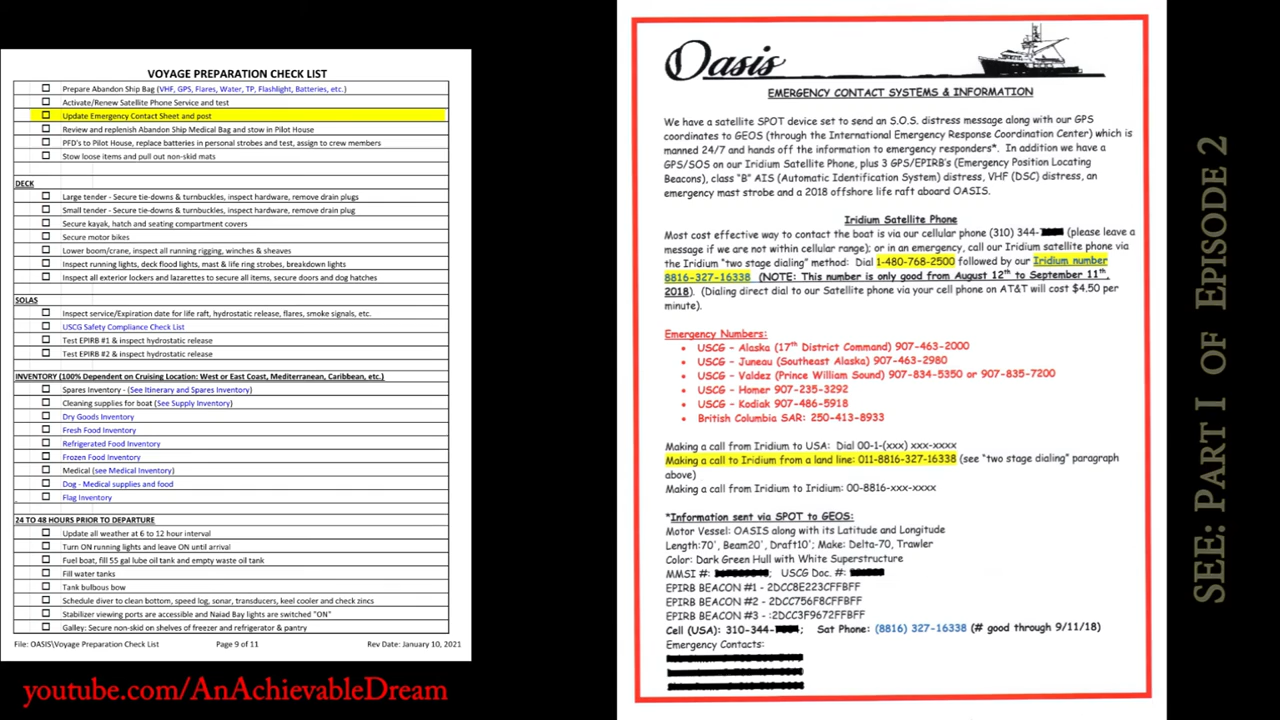 VOYAGE PREPARATION CHECK LIST
Prepare Abandon Ship Bag (VHF, GPS, Flares, Water, TP, Flashlight, Batteries, etc.)
Activate/Renew Satellite Phone Service and test
Update Emergency Contact Sheet and post
Review and replenish Abandon Ship Medical Bag and stow in Pilot House
PFD's to Pilot House, replace batteries in personal strobes and test, assign to crew members
Stow loose items and pull out non-skid mats
DECK
Large tender - Secure tie-downs & turnbuckles, inspect hardware, remove drain plugs
Small tender - Secure tie-downs & turnbuckles, inspect hardware, remove drain plug
Secure kayak, hatch and seating compartment covers
Secure motor bikes
Lower boom/crane, inspect all running rigging, winches & sheaves
Inspect running lights, deck flood lights, mast & life ring strobes, breakdown lights
Inspect all exterior lockers and lazarettes to secure all items, secure doors and dog hatches
SOLAS
Inspect service/Expiration date for life raft, hydrostatic release, flares, smoke signals, etc.
USCG Safety Compliance Check List
Test EPIRB #1 & inspect hydrostatic release
Test EPIRB #2 & inspect hydrostatic release
INVENTORY (100% Dependent on Cruising Location: West or East Coast, Mediterranean, Caribbean, etc.)
Spares Inventory - (See Itinerary and Spares Inventory)
Cleaning supplies for boat (See Supply Inventory)
Dry Goods Inventory
Fresh Food Inventory
Refrigerated Food Inventory
Frozen Food Inventory
Medical (see Medical Inventory)
Dog - Medical supplies and food
Flag Inventory
24 TO 48 HOURS PRIOR TO DEPARTURE
Update all weather at 6 to 12 hour interval
Turn ON running lights and leave ON until arrival
Fuel boat, fill 55 gal lube oil tank and empty waste oil tank
Fill water tanks
Tank bulbous bow
Schedule diver to clean bottom, speed log, sonar, transducers, keel cooler and check zincs
Stabilizer viewing ports are accessible and Naiad Bay lights are switched "ON"
Galley: Secure non-skid on shelves of freezer and refrigerator & pantry
File: OASIS\Voyage Preparation Check List Page 9 of 11 Rev Date: January 10, 2021
youtube.com/AnAchievableDream
Oasis
EMERGENCY CONTACT SYSTEMS & INFORMATION
We have a satellite SPOT device set to send an S.O.S. distress message along with our GPS
coordinates to GEOS (through the International Emergency Response Coordination Center) which is
manned 24/7 and hands off the information to emergency responders*. In addition we have a
GPS/SOS on our Iridium Satellite Phone, plus 3 GPS/EPIRB's (Emergency Position Locating
Beacons), class "B" AIS (Automatic Identification System) distress, VHF (DSC) distress, an
emergency mast strobe and a 2018 offshore life raft aboard OASIS.
Iridium Satellite Phone
Most cost effective way to contact the boat is via our cellular phone (310) 344- (please leave a
message if we are not within cellular range); or in an emergency, call our Iridium satellite phone via
the Iridium "two stage dialing" method: Dial 1-480-768-2500 followed by our Iridium number
8816-327-16338 (NOTE: This number is only good from August 12th to September 11th,
2018). (Dialing direct dial to our Satellite phone via your cell phone on AT&T will cost $4.50 per
minute).
Emergency Numbers:
• USCG – Alaska (17th District Command) 907-463-2000
• USCG – Juneau (Southeast Alaska) 907-463-2980
• USCG – Valdez (Prince William Sound) 907-834-5350 or 907-835-7200
• USCG – Homer 907-235-3292
• USCG – Kodiak 907-486-5918
• British Columbia SAR: 250-413-8933
Making a call from Iridium to USA: Dial 00-1-(xxx) xxx-xxxx
Making a call to Iridium from a land line: 011-8816-327-16338 (see "two stage dialing" paragraph
above)
Making a call from Iridium to Iridium: 00-8816-xxx-xxxx
*Information sent via SPOT to GEOS:
Motor Vessel: OASIS along with its Latitude and Longitude
Length:70', Beam20', Draft10'; Make: Delta-70, Trawler
Color: Dark Green Hull with White Superstructure
MMSI #: ; USCG Doc. #:
EPIRB BEACON #1 - 2DCC8E223CFFBFF
EPIRB BEACON #2 - 2DCC756F8CFFBFF
EPIRB BEACON #3 - :2DCC3F9672FFBFF
Cell (USA): 310-344- ; Sat Phone: (8816) 327-16338 (# good through 9/11/18)
Emergency Contacts:
SEE: PART I OF EPISODE 2